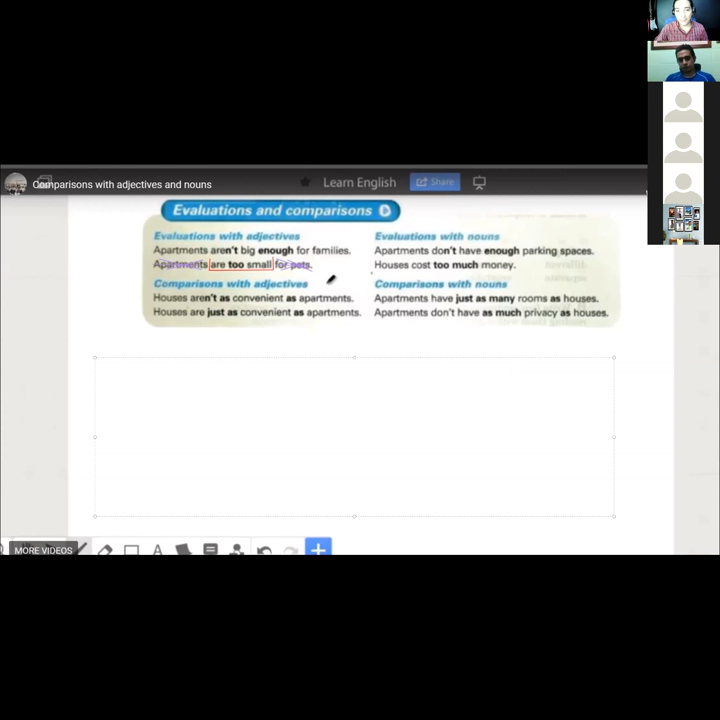 Comparisons with adjectives and nouns
Learn English
Share
Evaluations and comparisons
Evaluations with adjectives
Apartments aren't big enough for families.
Apartments are too small for pets.
Comparisons with adjectives
Houses aren't as convenient as apartments.
Houses are just as convenient as apartments.
Evaluations with nouns
Apartments don't have enough parking spaces.
Houses cost too much money.
Comparisons with nouns
Apartments have just as many rooms as houses.
Apartments don't have as much privacy as houses.
MORE VIDEOS